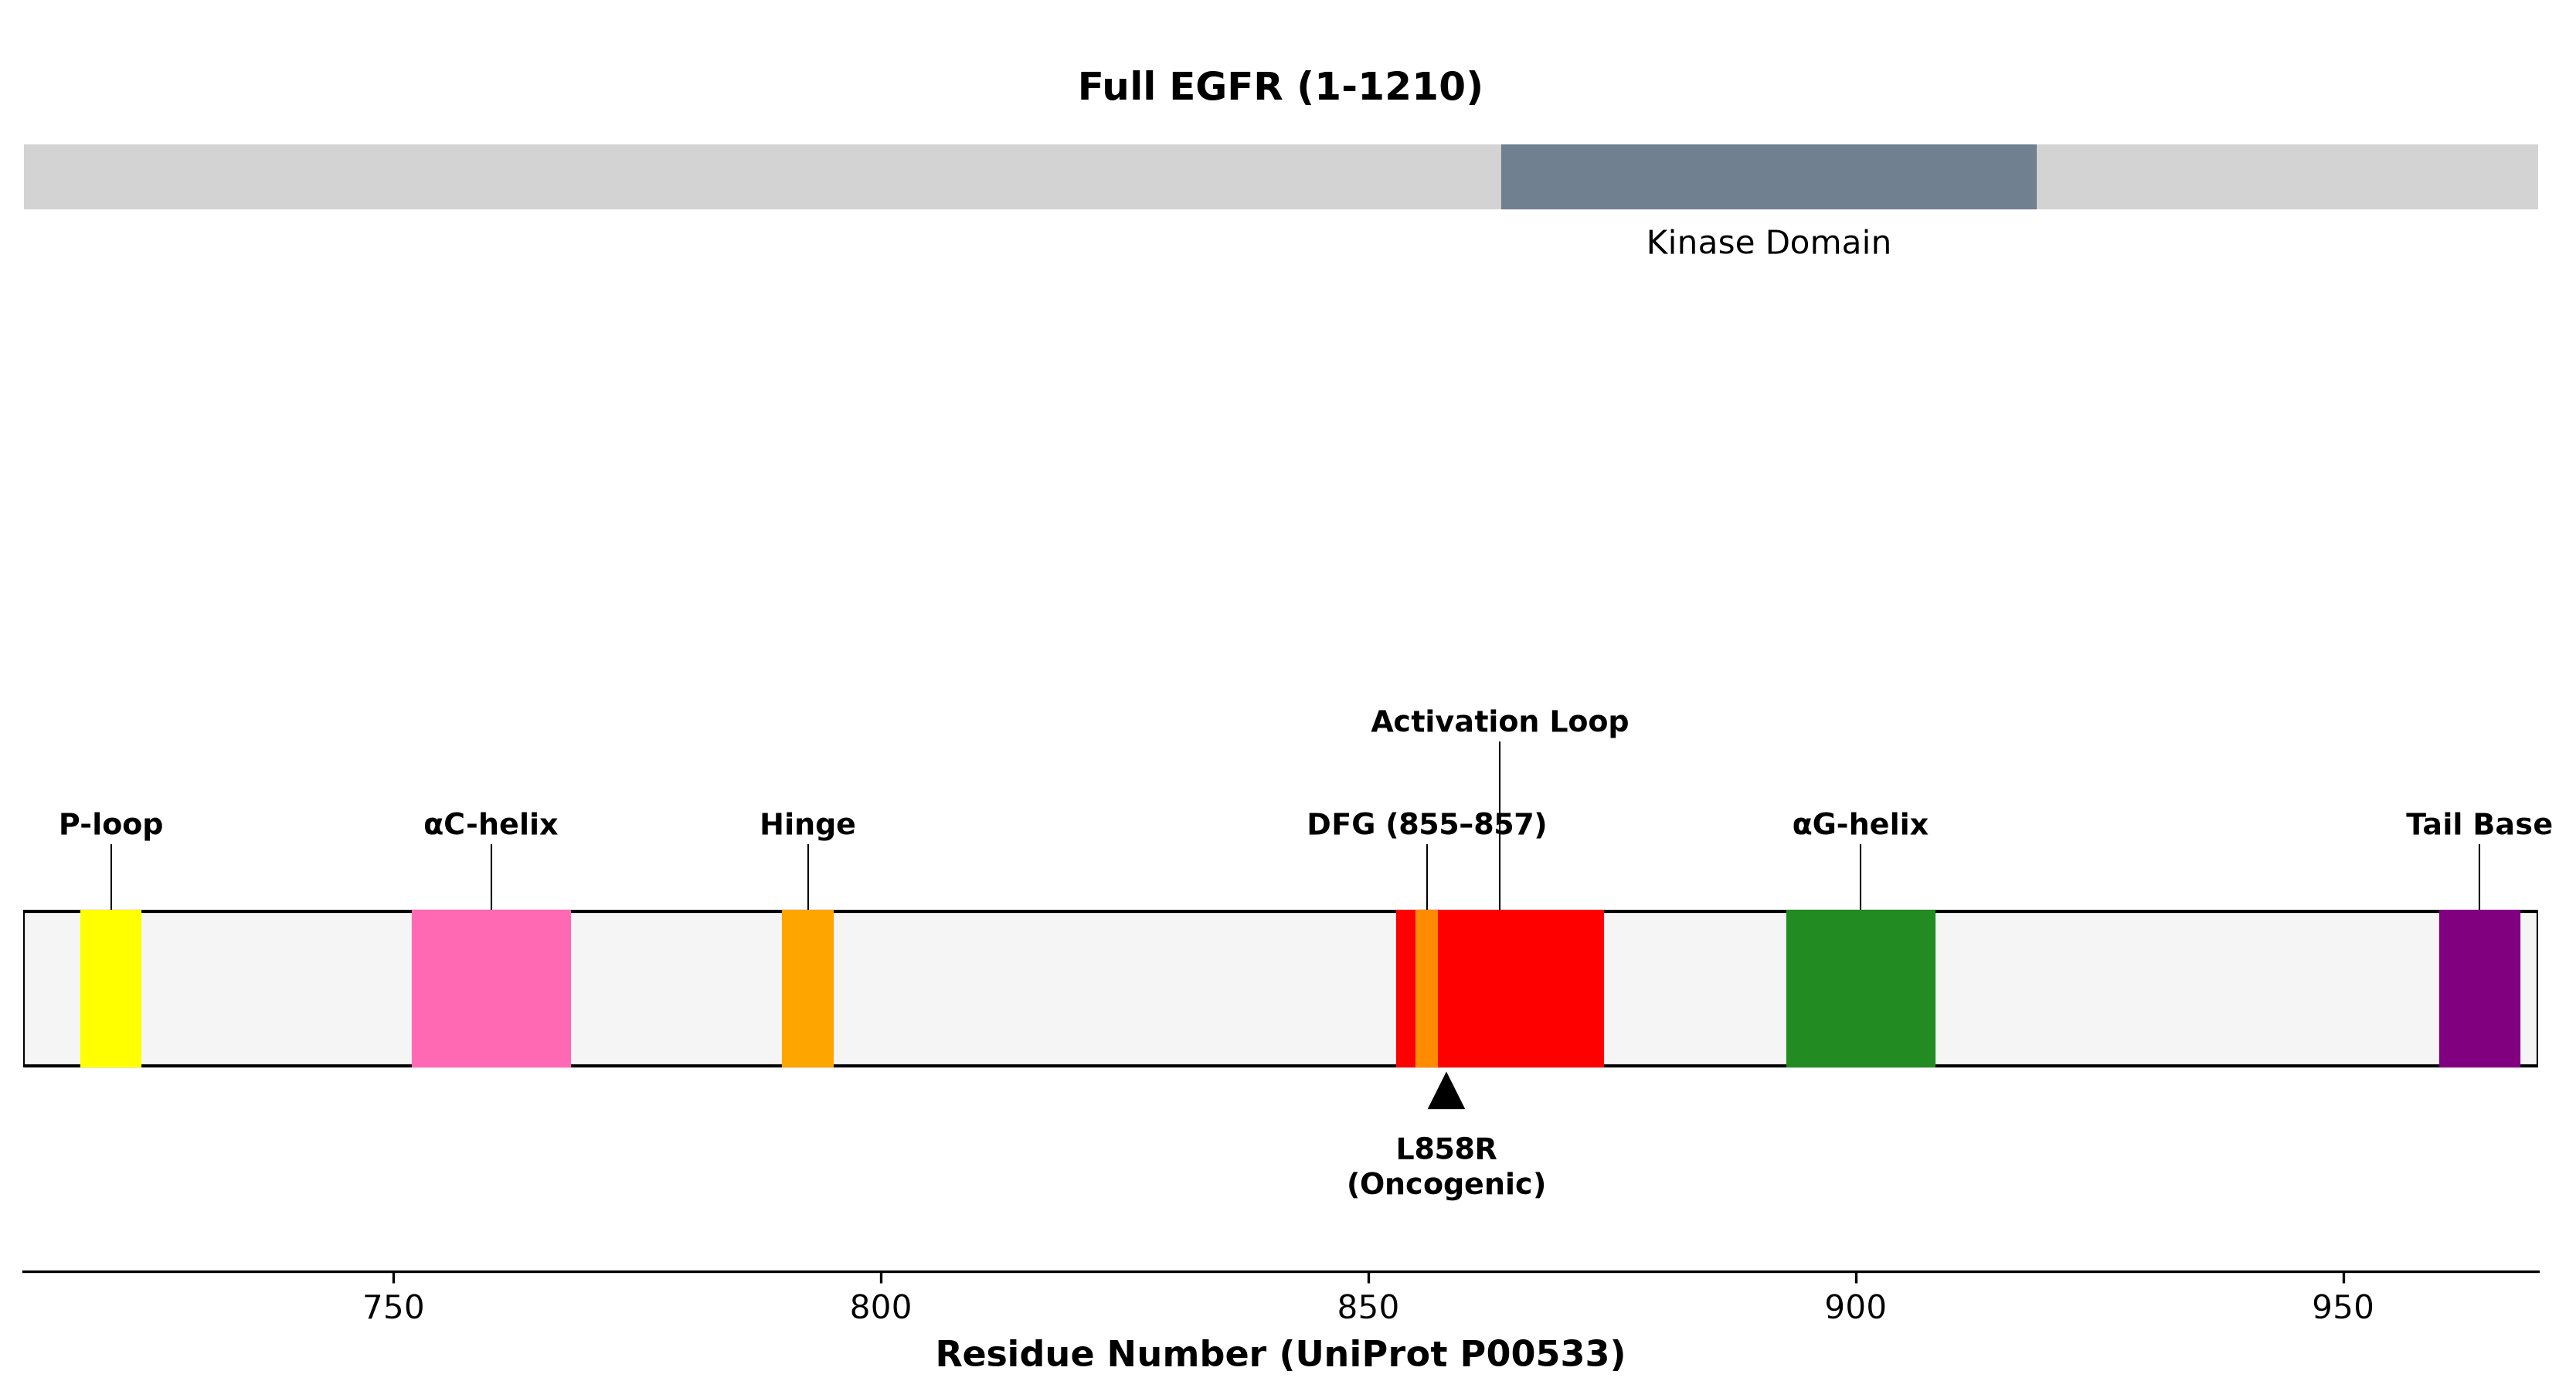 Full EGFR (1-1210)
Kinase Domain
Activation Loop
P-loop
αC-helix
Hinge
DFG (855–857)
αG-helix
Tail Base
L858R
(Oncogenic)
750
800
850
900
950
Residue Number (UniProt P00533)